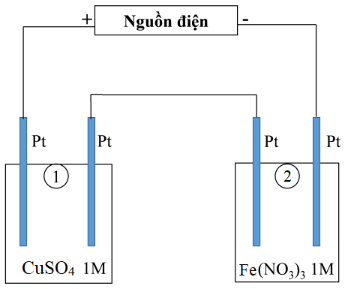 + Nguồn điện -
Pt Pt Pt Pt
1 2
CuSO₄ 1M Fe(NO₃)₃ 1M